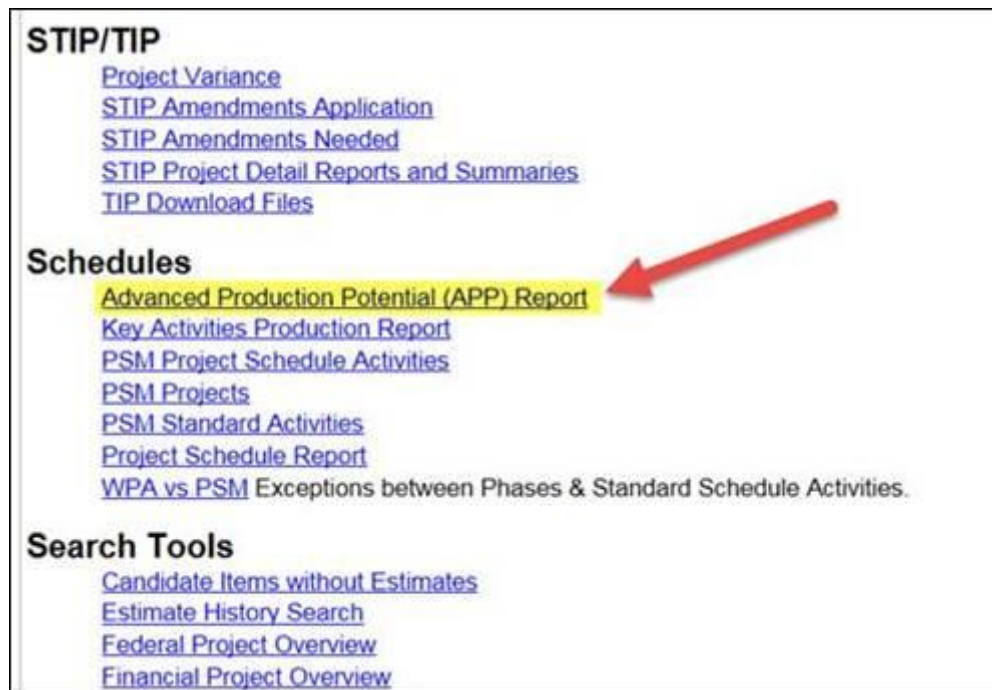 STIP/TIP
Project Variance
STIP Amendments Application
STIP Amendments Needed
STIP Project Detail Reports and Summaries
TIP Download Files
Schedules
Advanced Production Potential (APP) Report
Key Activities Production Report
PSM Project Schedule Activities
PSM Projects
PSM Standard Activities
Project Schedule Report
WPA vs PSM Exceptions between Phases & Standard Schedule Activities.
Search Tools
Candidate Items without Estimates
Estimate History Search
Federal Project Overview
Financial Project Overview